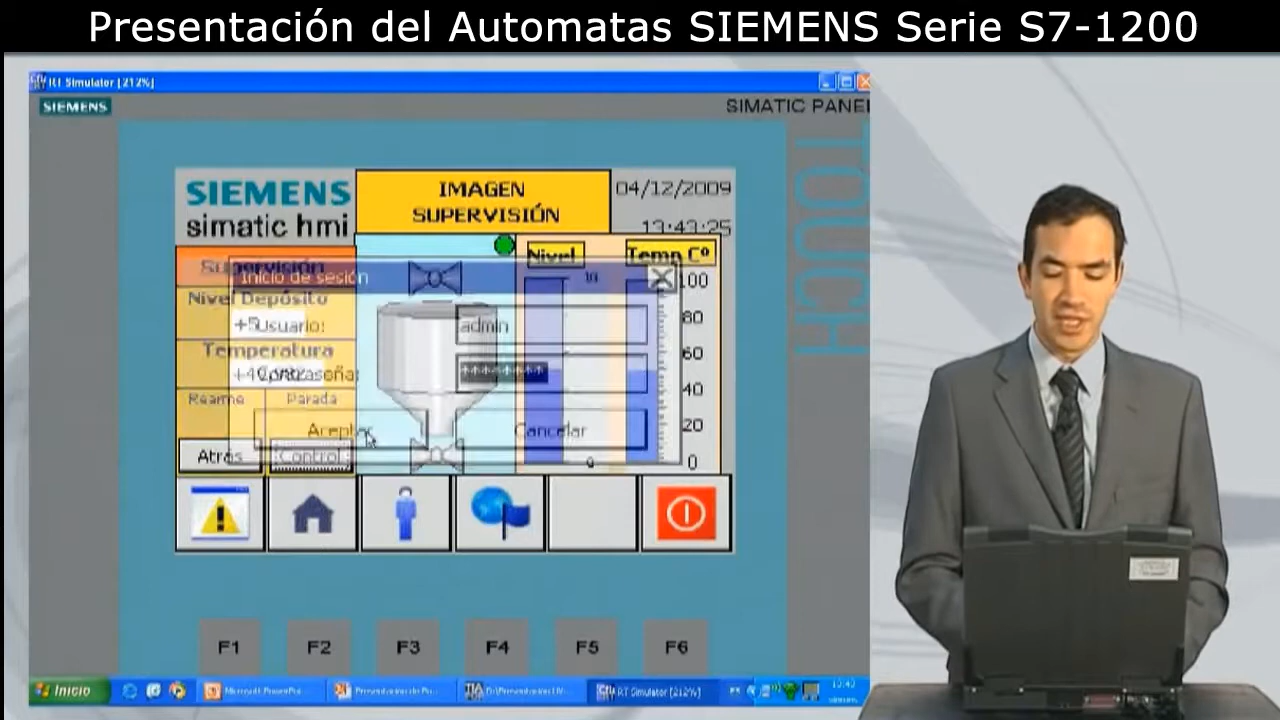 Presentación del Automatas SIEMENS Serie S7-1200
RT Simulator [212%]
SIEMENS
SIMATIC PANEL
TOUCH
SIEMENS
simatic hmi
IMAGEN
SUPERVISIÓN
04/12/2009
13:43:25
Supervisión
Nivel
Temp Cº
Inicio de sesión
Nivel Depósito
Usuario:
admin
Temperatura
Contraseña:
********
Rearme
Parada
Aceptar
Cancelar
Atrás
Control
10
0
100
80
60
40
20
0
F1
F2
F3
F4
F5
F6
Inicio
RT Simulator [212%]